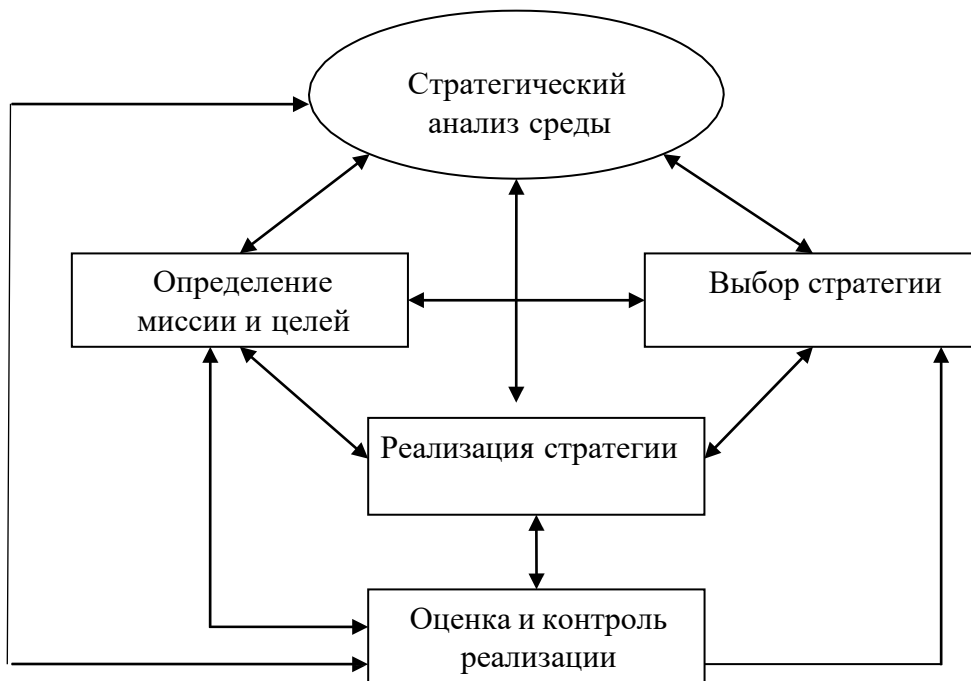 Стратегический
анализ среды
Определение
миссии и целей
Выбор стратегии
Реализация стратегии
Оценка и контроль
реализации